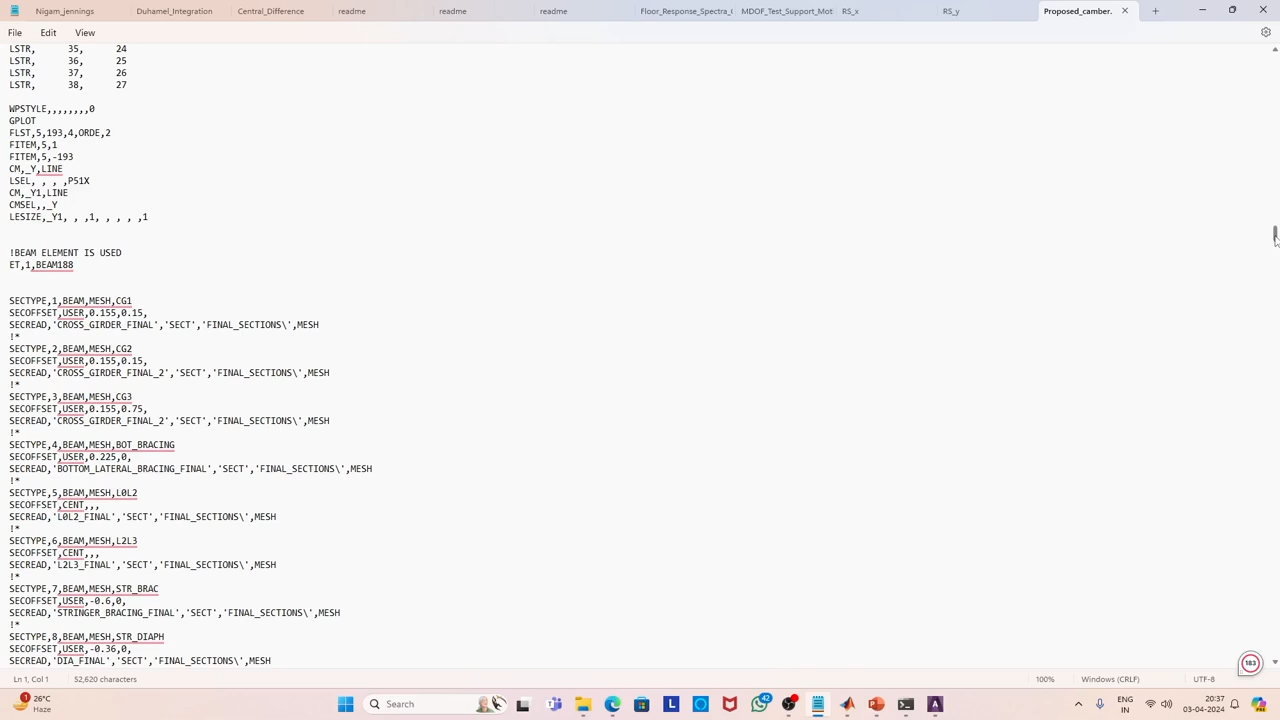 Nigam_jennings
Duhamel_Integration
Central_Difference
readme
readme
readme
Floor_Response_Spectra_(
MDOF_Test_Support_Mot
RS_x
RS_y
Proposed_camber.
File
Edit
View
LSTR, 35, 24
LSTR, 36, 25
LSTR, 37, 26
LSTR, 38, 27
WPSTYLE,,,,,,,,0
GPLOT
FLST,5,193,4,ORDE,2
FITEM,5,1
FITEM,5,-193
CM,_Y,LINE
LSEL, , , ,P51X
CM,_Y1,LINE
CMSEL,,_Y
LESIZE,_Y1, , ,1, , , , ,1
!BEAM ELEMENT IS USED
ET,1,BEAM188
SECTYPE,1,BEAM,MESH,CG1
SECOFFSET,USER,0.155,0.15,
SECREAD,'CROSS_GIRDER_FINAL','SECT','FINAL_SECTIONS\',MESH
!*
SECTYPE,2,BEAM,MESH,CG2
SECOFFSET,USER,0.155,0.15,
SECREAD,'CROSS_GIRDER_FINAL_2','SECT','FINAL_SECTIONS\',MESH
!*
SECTYPE,3,BEAM,MESH,CG3
SECOFFSET,USER,0.155,0.75,
SECREAD,'CROSS_GIRDER_FINAL_2','SECT','FINAL_SECTIONS\',MESH
!*
SECTYPE,4,BEAM,MESH,BOT_BRACING
SECOFFSET,USER,0.225,0,
SECREAD,'BOTTOM_LATERAL_BRACING_FINAL','SECT','FINAL_SECTIONS\',MESH
!*
SECTYPE,5,BEAM,MESH,L0L2
SECOFFSET,CENT,,,
SECREAD,'L0L2_FINAL','SECT','FINAL_SECTIONS\',MESH
!*
SECTYPE,6,BEAM,MESH,L2L3
SECOFFSET,CENT,,,
SECREAD,'L2L3_FINAL','SECT','FINAL_SECTIONS\',MESH
!*
SECTYPE,7,BEAM,MESH,STR_BRAC
SECOFFSET,USER,-0.6,0,
SECREAD,'STRINGER_BRACING_FINAL','SECT','FINAL_SECTIONS\',MESH
!*
SECTYPE,8,BEAM,MESH,STR_DIAPH
SECOFFSET,USER,-0.36,0,
SECREAD,'DIA_FINAL','SECT','FINAL_SECTIONS\',MESH
183
Ln 1, Col 1
52,620 characters
100%
Windows (CRLF)
UTF-8
1
26°C
Haze
Search
42
ENG
IN
20:37
03-04-2024